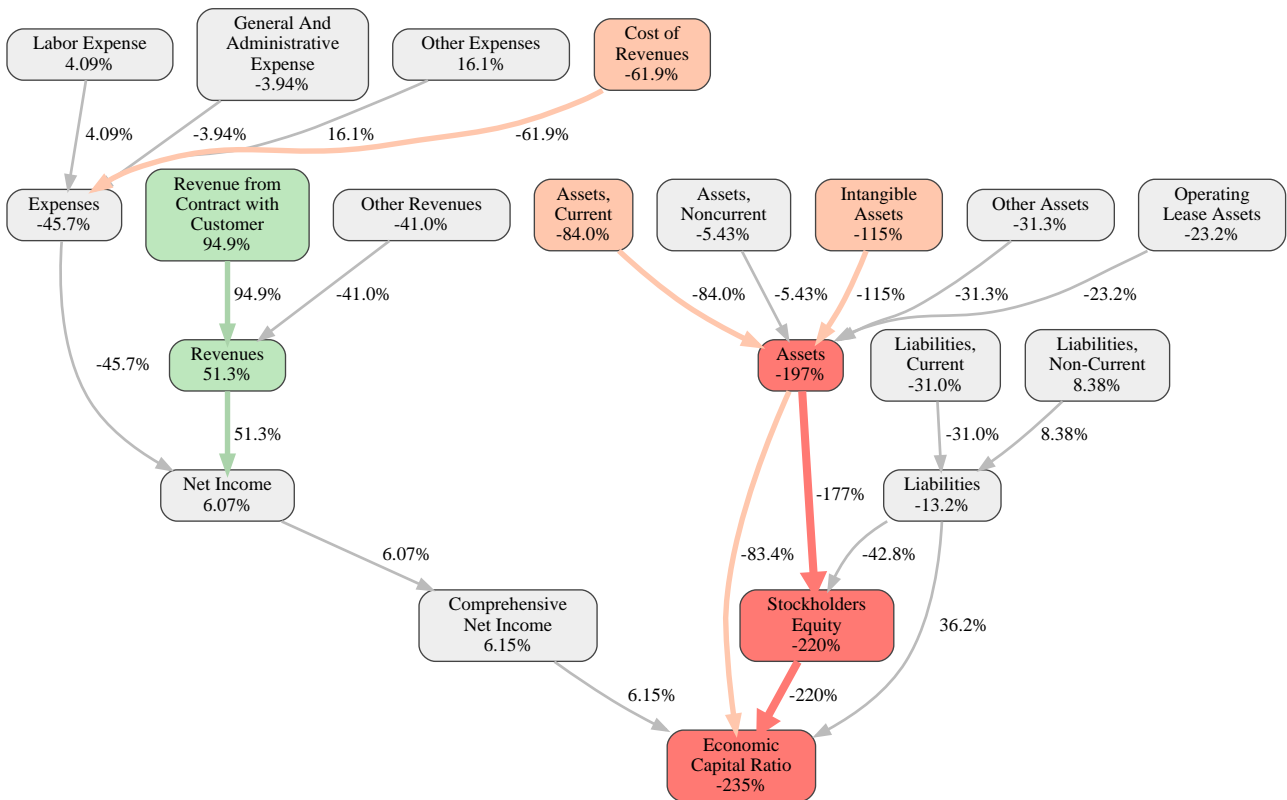 Labor Expense
4.09%
General And
Administrative
Expense
-3.94%
Other Expenses
16.1%
Cost of
Revenues
-61.9%
4.09%
-3.94%
16.1%
-61.9%
Expenses
-45.7%
Revenue from
Contract with
Customer
94.9%
Other Revenues
-41.0%
Assets,
Current
-84.0%
Assets,
Noncurrent
-5.43%
Intangible
Assets
-115%
Other Assets
-31.3%
Operating
Lease Assets
-23.2%
94.9%
-41.0%
-84.0%
-5.43%
-115%
-31.3%
-23.2%
-45.7%
Revenues
51.3%
Assets
-197%
Liabilities,
Current
-31.0%
Liabilities,
Non-Current
8.38%
51.3%
-31.0%
8.38%
Net Income
6.07%
-177%
Liabilities
-13.2%
6.07%
-83.4%
-42.8%
36.2%
Comprehensive
Net Income
6.15%
Stockholders
Equity
-220%
6.15%
-220%
Economic
Capital Ratio
-235%